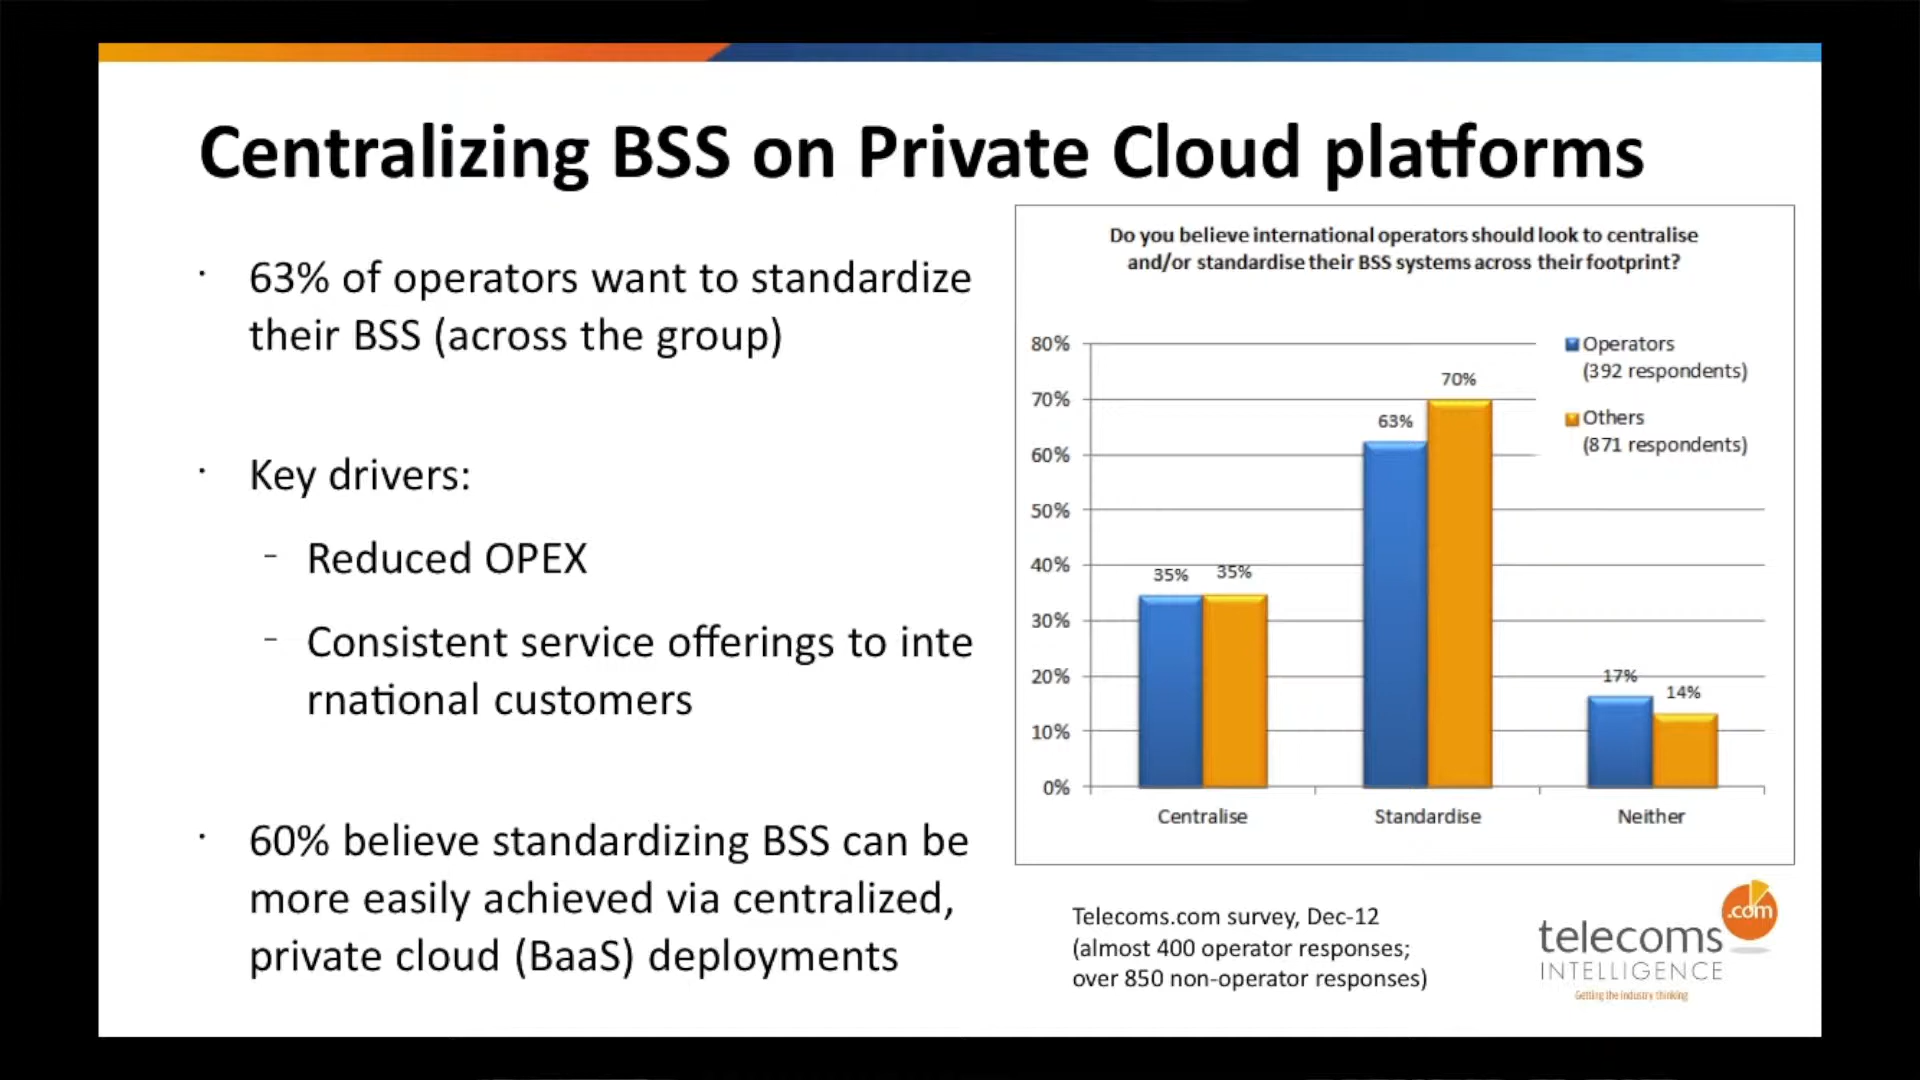 Centralizing BSS on Private Cloud platforms
· 63% of operators want to standardize
their BSS (across the group)
· Key drivers:
– Reduced OPEX
– Consistent service offerings to inte
rnational customers
· 60% believe standardizing BSS can be
more easily achieved via centralized,
private cloud (BaaS) deployments
Do you believe international operators should look to centralise
and/or standardise their BSS systems across their footprint?
80%
70%
60%
50%
40%
30%
20%
10%
0%
35%
35%
63%
70%
17%
14%
Centralise
Standardise
Neither
Operators
(392 respondents)
Others
(871 respondents)
Telecoms.com survey, Dec-12
(almost 400 operator responses;
over 850 non-operator responses)
.com
telecoms
INTELLIGENCE
Getting the industry thinking